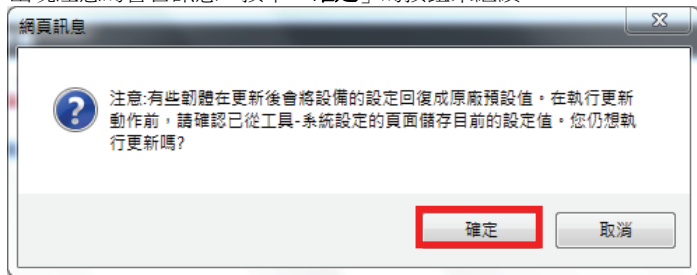 網頁訊息
注意:有些韌體在更新後會將設備的設定回復成原廠預設值。在執行更新
動作前，請確認已從工具-系統設定的頁面儲存目前的設定值。您仍想執
行更新嗎?
確定
取消